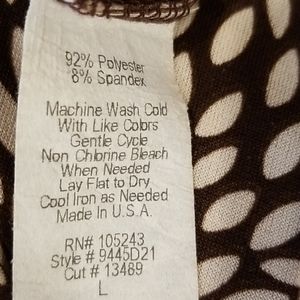 92% Polyester
8% Spandex
Machine Wash Cold
With Like Colors
Gentle Cycle
Non Chlorine Bleach
When Needed
Lay Flat to Dry
Cool Iron as Needed
Made In U.S.A.
RN# 105243
Style # 9445D21
Cut # 13489
L